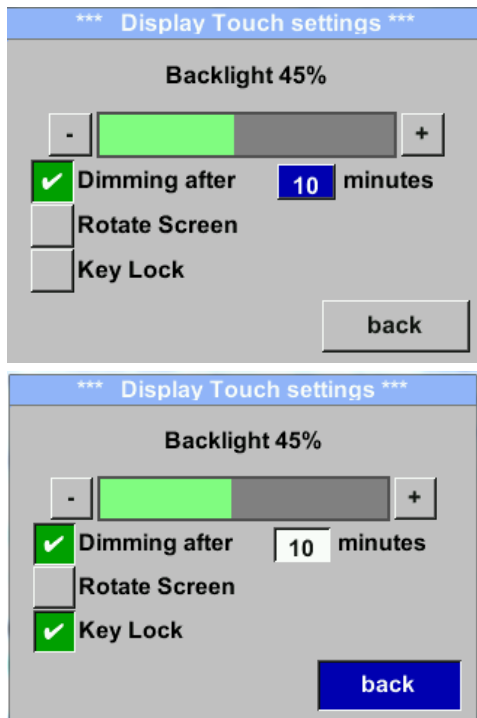 *** Display Touch settings ***
Backlight 45%
- +
Dimming after 10 minutes
Rotate Screen
Key Lock
back
*** Display Touch settings ***
Backlight 45%
- +
Dimming after 10 minutes
Rotate Screen
Key Lock
back